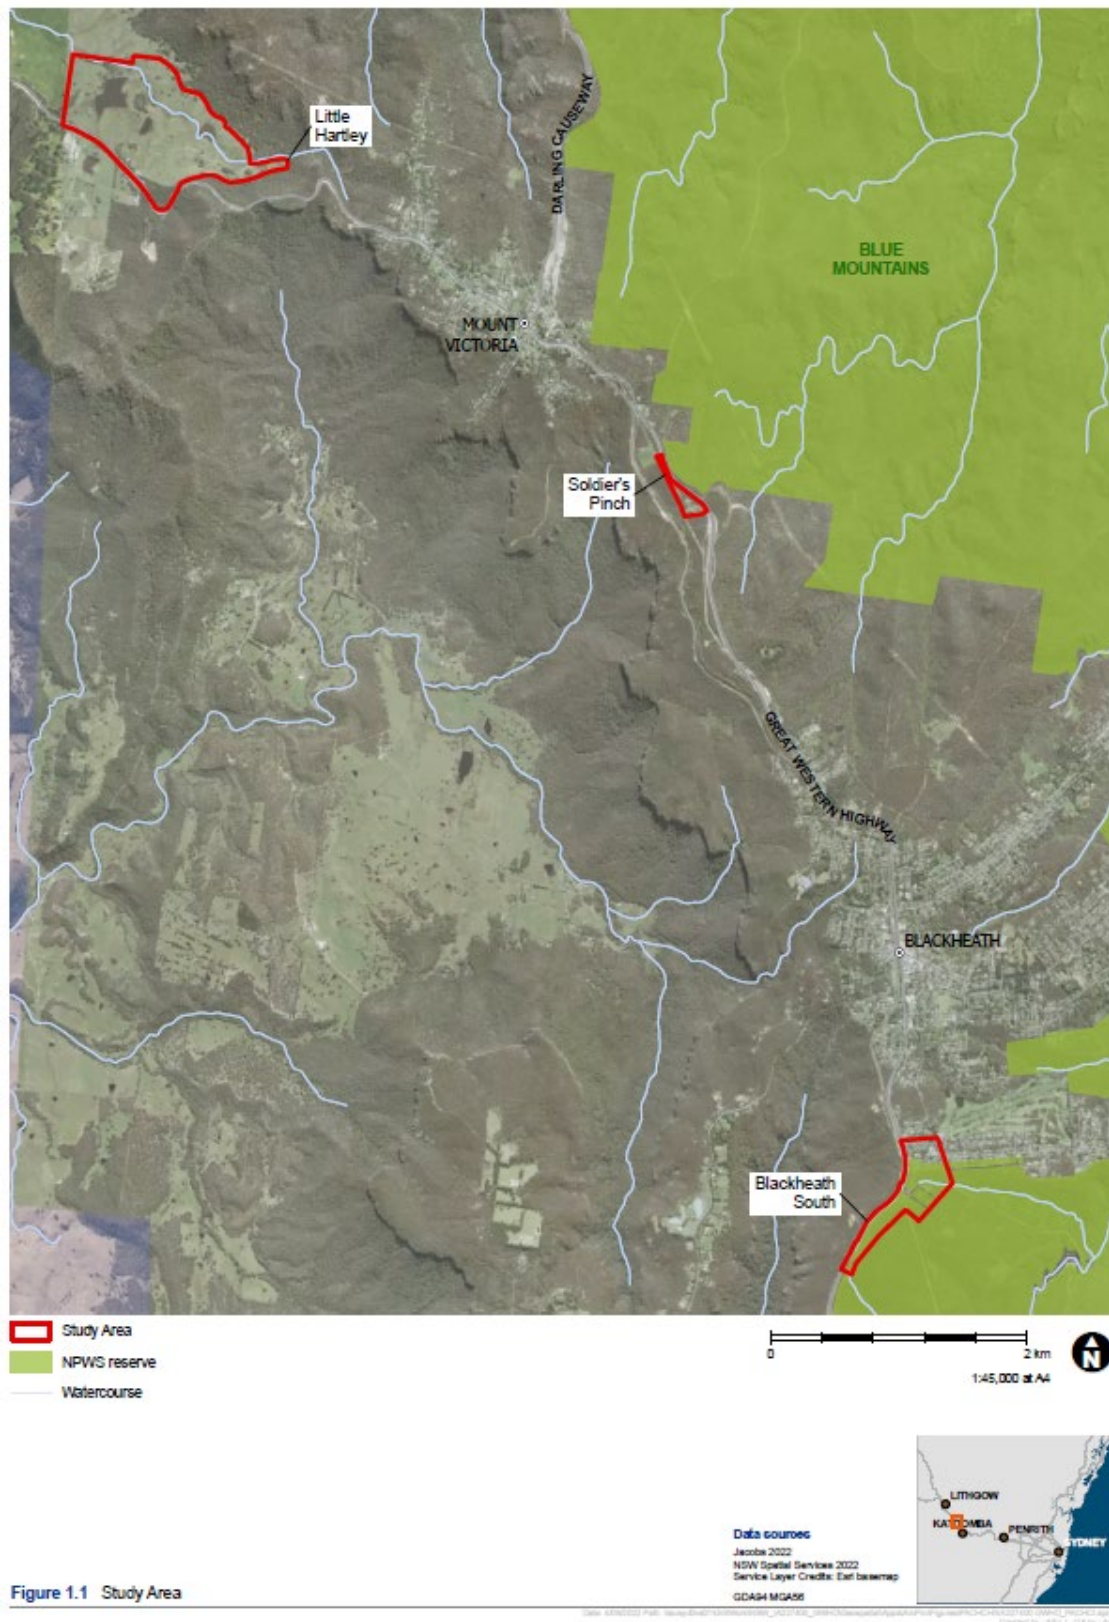 Little
Hartley
DARLING CAUSEWAY
BLUE
MOUNTAINS
MOUNT
VICTORIA
Soldier's
Pinch
GREAT WESTERN HIGHWAY
BLACKHEATH
Blackheath
South
Study Area
NPWS reserve
Watercourse
0
2 km
1:45,000 at A4
N
LITHGOW
PENRITH
Data sources
Jacobs 2022
NSW Spatial Services 2022
Service Layer Credits: Esri basemap
GDA94 MGA56
Figure 1.1 Study Area